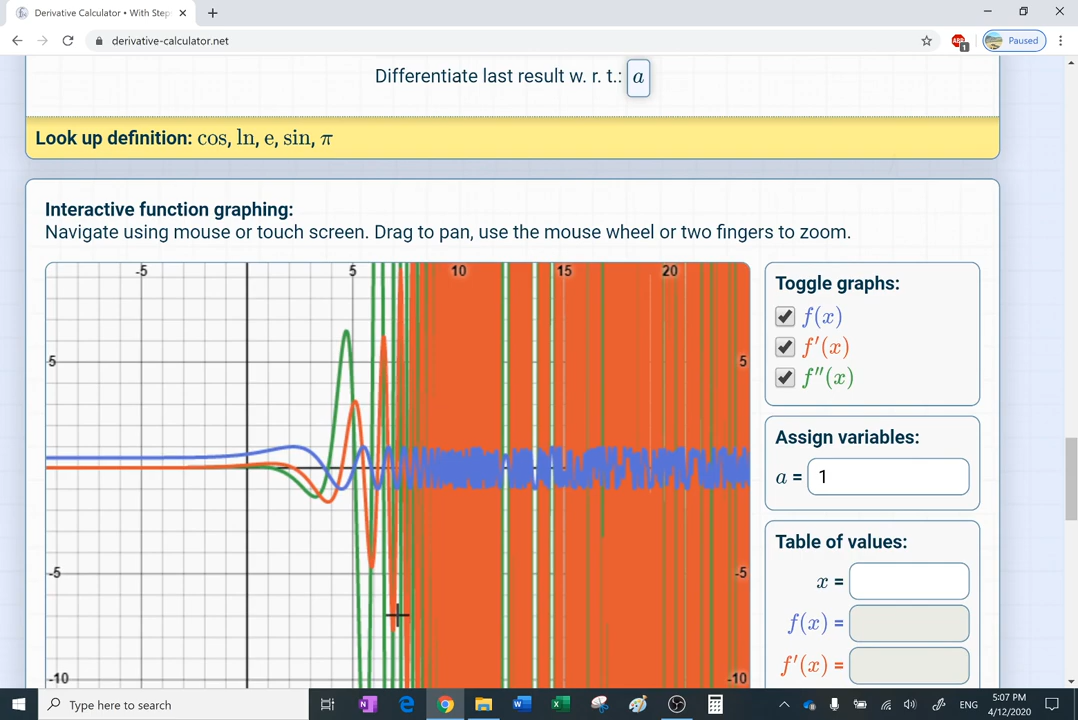 Derivative Calculator • With Step
derivative-calculator.net
ABP
1
Paused
Differentiate last result w. r. t.: a
Look up definition: cos, ln, e, sin, π
Interactive function graphing:
Navigate using mouse or touch screen. Drag to pan, use the mouse wheel or two fingers to zoom.
-5 5 10 15 20
5 5
-5 -5
-10 -10
Toggle graphs:
f(x)
f′(x)
f″(x)
Assign variables:
a = 1
Table of values:
x =
f(x) =
f′(x) =
Type here to search
ENG
5:07 PM
4/12/2020